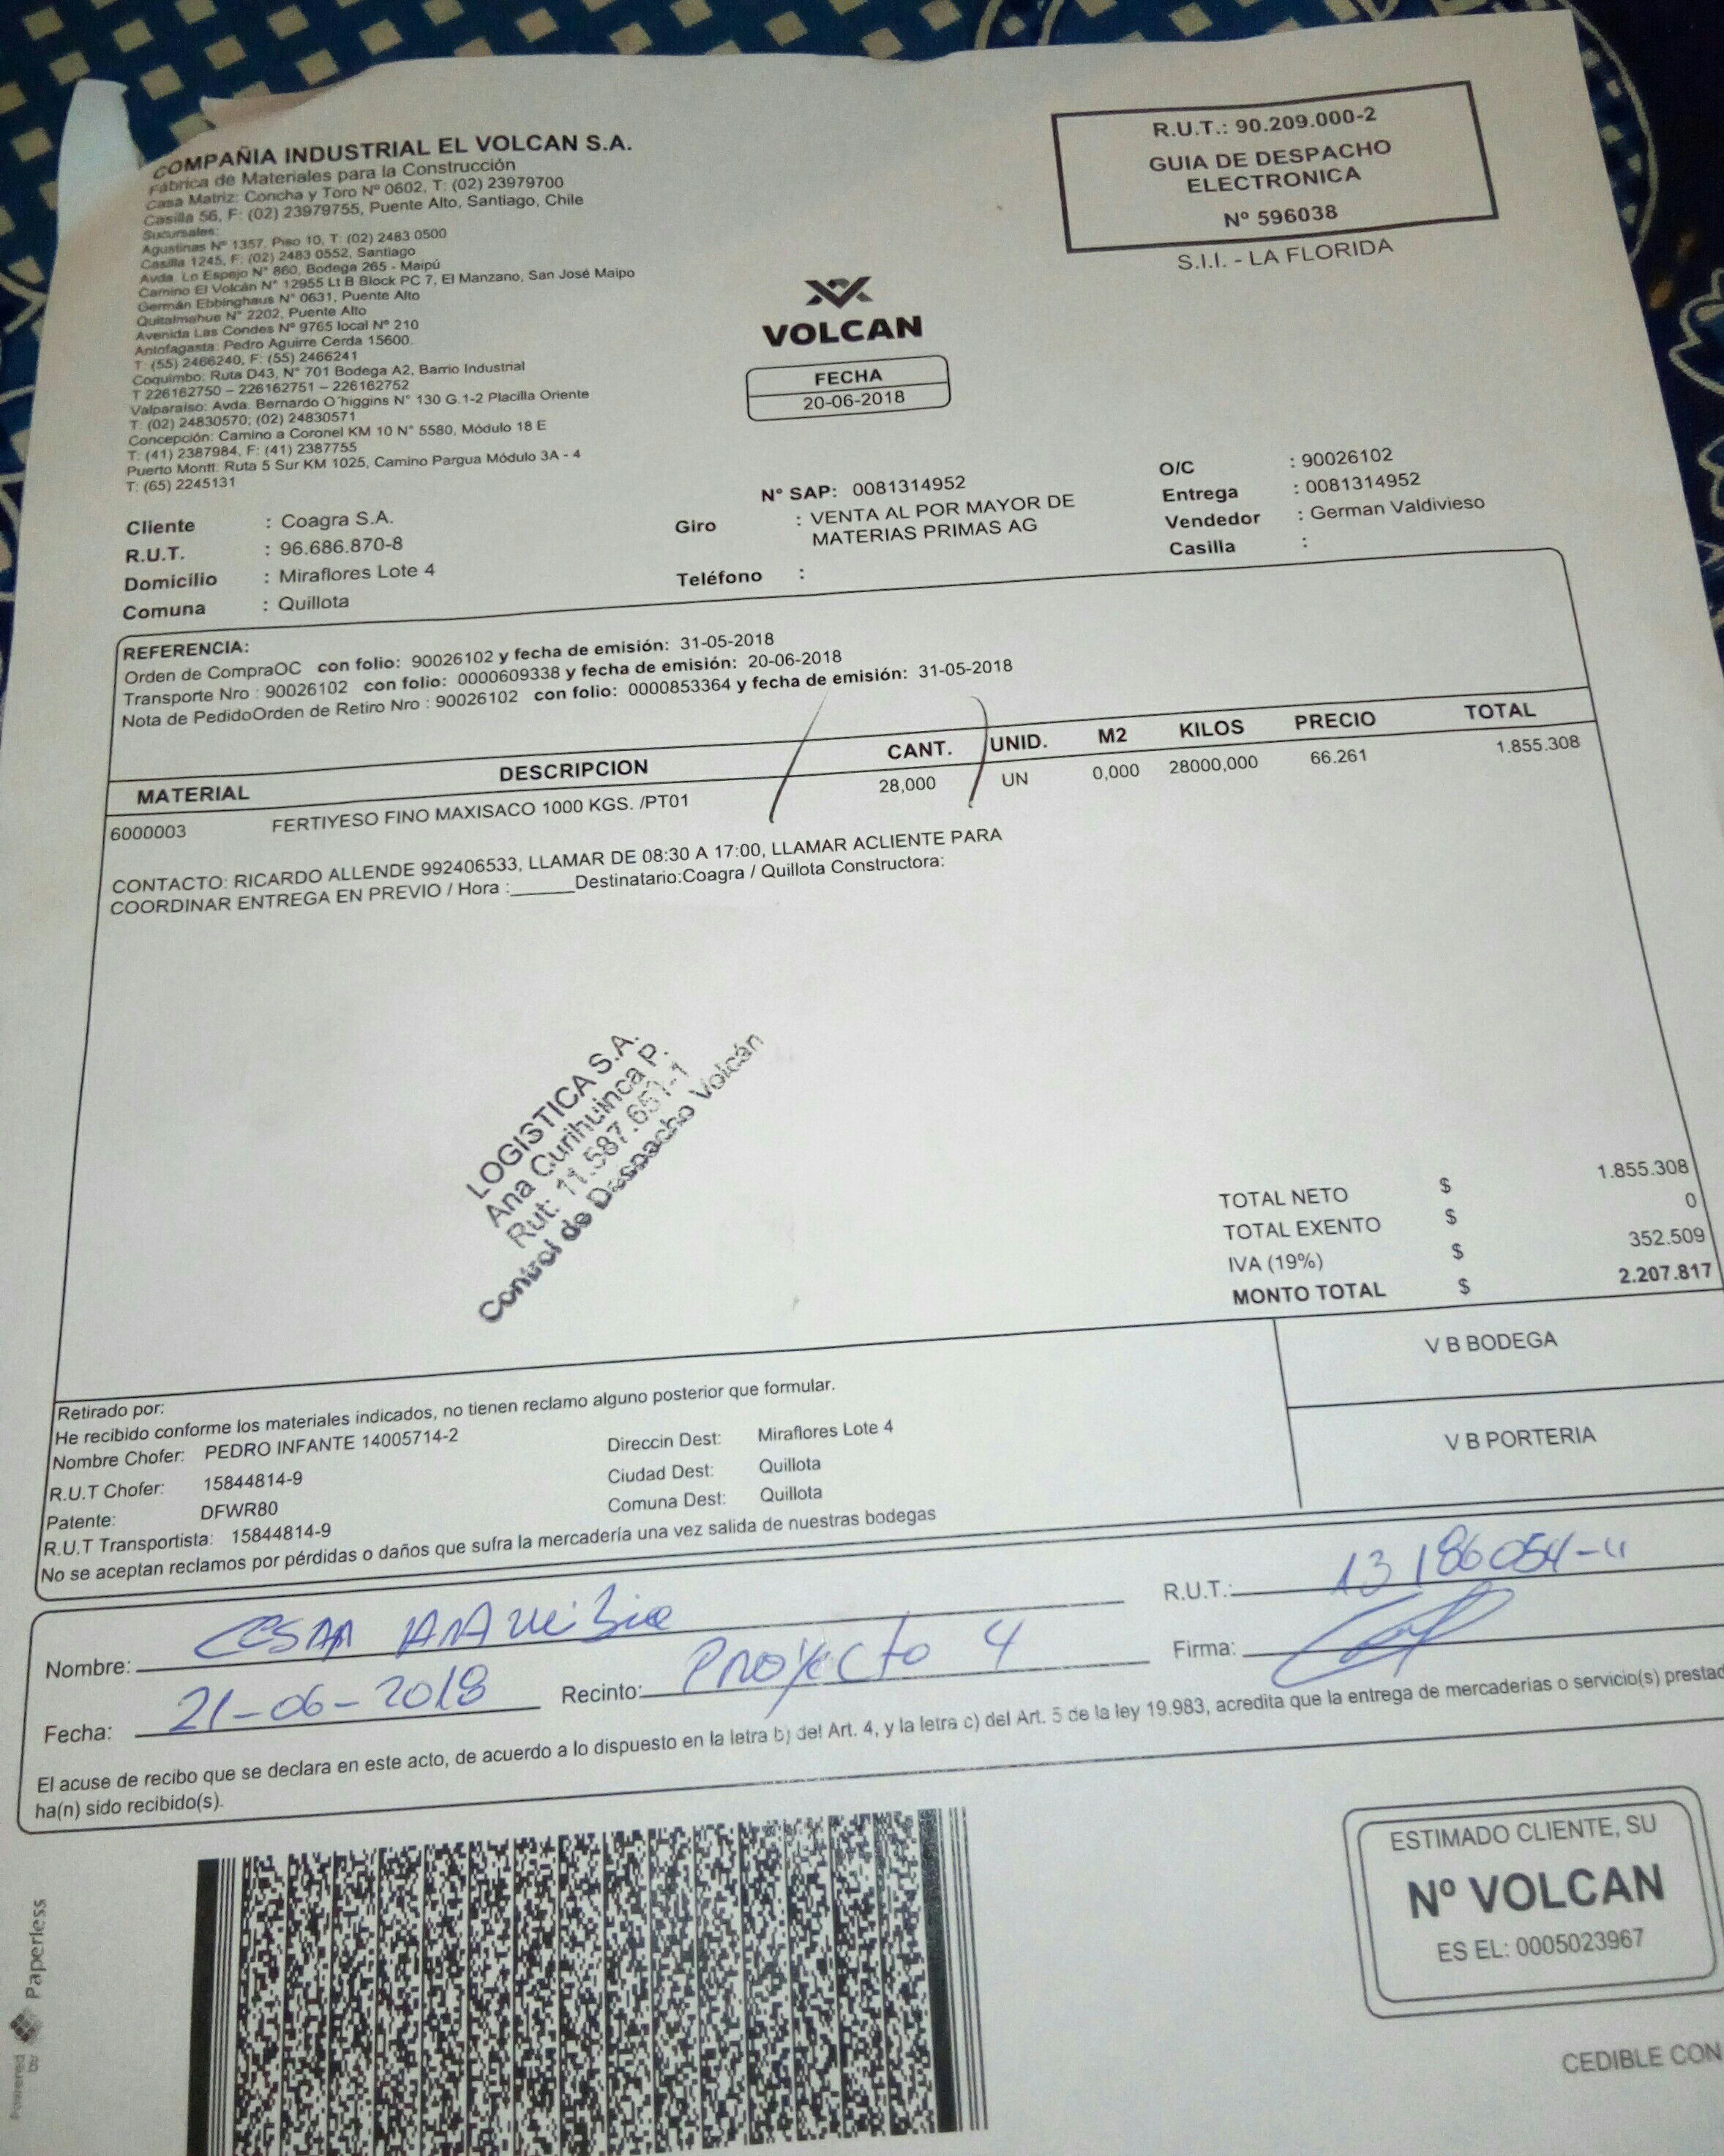 COMPAÑIA INDUSTRIAL EL VOLCAN S.A.
Fábrica de Materiales para la Construcción
Casa Matriz: Concha y Toro Nº 0602, T: (02) 23979700
Casilla 56, F: (02) 23979755, Puente Alto, Santiago, Chile
Sucursales:
Agustinas Nº 1357, Piso 10, T: (02) 2483 0500
Casilla 1245, F: (02) 2483 0552, Santiago
Avda. Lo Espejo N° 860, Bodega 265 - Maipú
Camino El Volcán N° 12955 Lt B Block PC 7, El Manzano, San José Maipo
Germán Ebbinghaus N° 0631, Puente Alto
Quitalmahue N° 2202, Puente Alto
Avenida Las Condes Nº 9765 local Nº 210
Antofagasta: Pedro Aguirre Cerda 15600.
T: (55) 2466240, F: (55) 2466241
Coquimbo: Ruta D43, N° 701 Bodega A2, Barrio Industrial
T 226162750 – 226162751 – 226162752
Valparaíso: Avda. Bernardo O´higgins N° 130 G.1-2 Placilla Oriente
T: (02) 24830570; (02) 24830571
Concepción: Camino a Coronel KM 10 N° 5580, Módulo 18 E
T: (41) 2387984, F: (41) 2387755
Puerto Montt: Ruta 5 Sur KM 1025, Camino Pargua Módulo 3A - 4
T: (65) 2245131
R.U.T.: 90.209.000-2
GUIA DE DESPACHO
ELECTRONICA
Nº 596038
S.I.I. - LA FLORIDA
VOLCAN
FECHA
20-06-2018
Nº SAP: 0081314952
Cliente : Coagra S.A.
R.U.T. : 96.686.870-8
Domicilio : Miraflores Lote 4
Comuna : Quillota
Giro : VENTA AL POR MAYOR DE
MATERIAS PRIMAS AG
Teléfono :
O/C : 90026102
Entrega : 0081314952
Vendedor : German Valdivieso
Casilla :
REFERENCIA:
Orden de CompraOC con folio: 90026102 y fecha de emisión: 31-05-2018
Transporte Nro : 90026102 con folio: 0000609338 y fecha de emisión: 20-06-2018
Nota de PedidoOrden de Retiro Nro : 90026102 con folio: 0000853364 y fecha de emisión: 31-05-2018
MATERIAL DESCRIPCION CANT. UNID. M2 KILOS PRECIO TOTAL
6000003 FERTIYESO FINO MAXISACO 1000 KGS. /PT01 28,000 UN 0,000 28000,000 66.261 1.855.308
CONTACTO: RICARDO ALLENDE 992406533, LLAMAR DE 08:30 A 17:00, LLAMAR ACLIENTE PARA
COORDINAR ENTREGA EN PREVIO / Hora :______Destinatario:Coagra / Quillota Constructora:
LOGISTICA S.A.
Ana Curihuinca P.
Rut: 11.587.651-1
Control de Despacho Volcán
TOTAL NETO $ 1.855.308
TOTAL EXENTO $ 0
IVA (19%) $ 352.509
MONTO TOTAL $ 2.207.817
V B BODEGA
V B PORTERIA
Retirado por:
He recibido conforme los materiales indicados, no tienen reclamo alguno posterior que formular.
Nombre Chofer: PEDRO INFANTE 14005714-2
R.U.T Chofer: 15844814-9
Patente: DFWR80
R.U.T Transportista: 15844814-9
Direccin Dest: Miraflores Lote 4
Ciudad Dest: Quillota
Comuna Dest: Quillota
No se aceptan reclamos por pérdidas o daños que sufra la mercadería una vez salida de nuestras bodegas
Nombre: CESAR
R.U.T.: 13186054-
Fecha: 21-06-2018 Recinto: Proyecto 4 Firma:
El acuse de recibo que se declara en este acto, de acuerdo a lo dispuesto en la letra b) del Art. 4, y la letra c) del Art. 5 de la ley 19.983, acredita que la entrega de mercaderias o servicio(s) prestad
ha(n) sido recibido(s).
Powered by Paperless
ESTIMADO CLIENTE, SU
Nº VOLCAN
ES EL: 0005023967
CEDIBLE CON